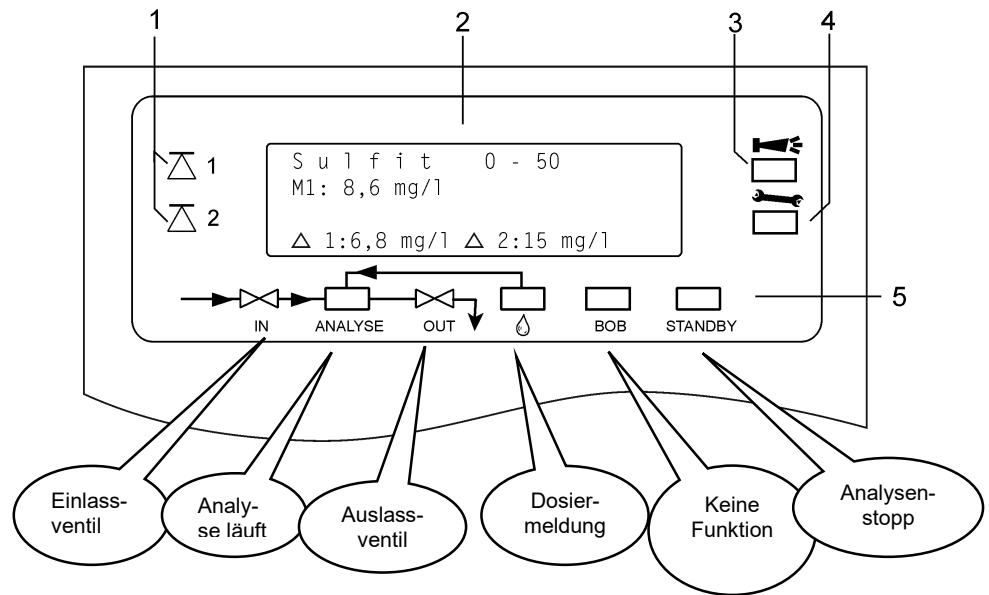 1
2
3
4
1
S u l f i t 0 - 50
M1: 8,6 mg/l
2
△ 1:6,8 mg/l △ 2:15 mg/l
5
IN ANALYSE OUT BOB STANDBY
Einlass-
ventil
Analy-
se läuft
Auslass-
ventil
Dosier-
meldung
Keine
Funktion
Analysen-
stopp